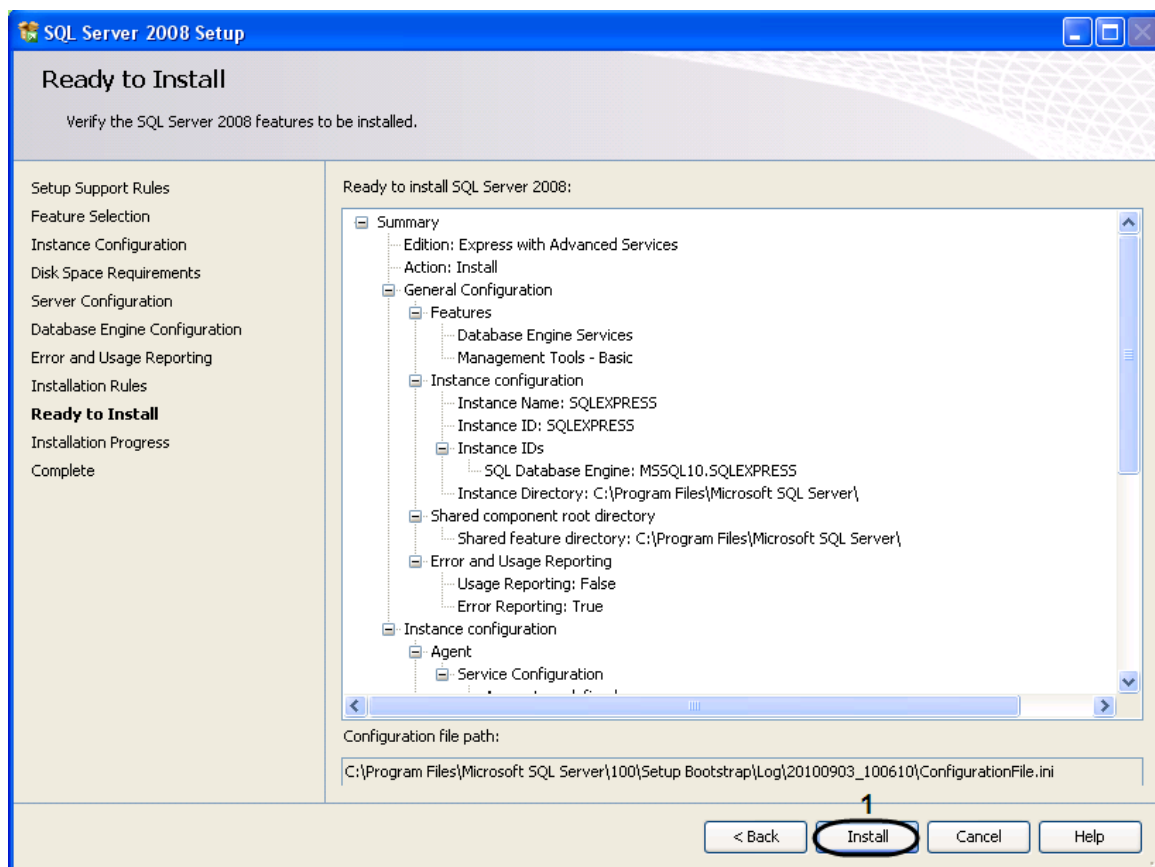 SQL Server 2008 Setup
Ready to Install
Verify the SQL Server 2008 features to be installed.
Setup Support Rules
Feature Selection
Instance Configuration
Disk Space Requirements
Server Configuration
Database Engine Configuration
Error and Usage Reporting
Installation Rules
Ready to Install
Installation Progress
Complete
Ready to install SQL Server 2008:
Summary
Edition: Express with Advanced Services
Action: Install
General Configuration
Features
Database Engine Services
Management Tools - Basic
Instance configuration
Instance Name: SQLEXPRESS
Instance ID: SQLEXPRESS
Instance IDs
SQL Database Engine: MSSQL10.SQLEXPRESS
Instance Directory: C:\Program Files\Microsoft SQL Server\
Shared component root directory
Shared feature directory: C:\Program Files\Microsoft SQL Server\
Error and Usage Reporting
Usage Reporting: False
Error Reporting: True
Instance configuration
Agent
Service Configuration
Configuration file path:
C:\Program Files\Microsoft SQL Server\100\Setup Bootstrap\Log\20100903_100610\ConfigurationFile.ini
1
< Back Install Cancel Help